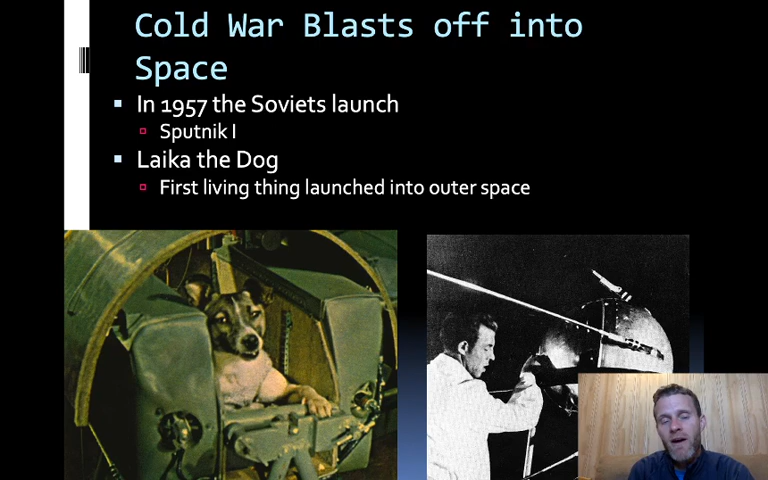 Cold War Blasts off into
Space
In 1957 the Soviets launch
Sputnik I
Laika the Dog
First living thing launched into outer space